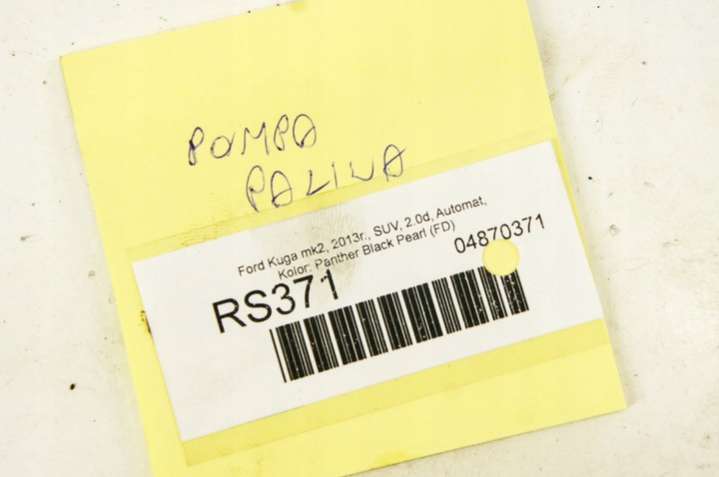 POMPA
PALIWA
Ford Kuga mk2, 2013r., SUV, 2.0d, Automat,
Kolor: Panther Black Pearl (FD)
RS371
04870371